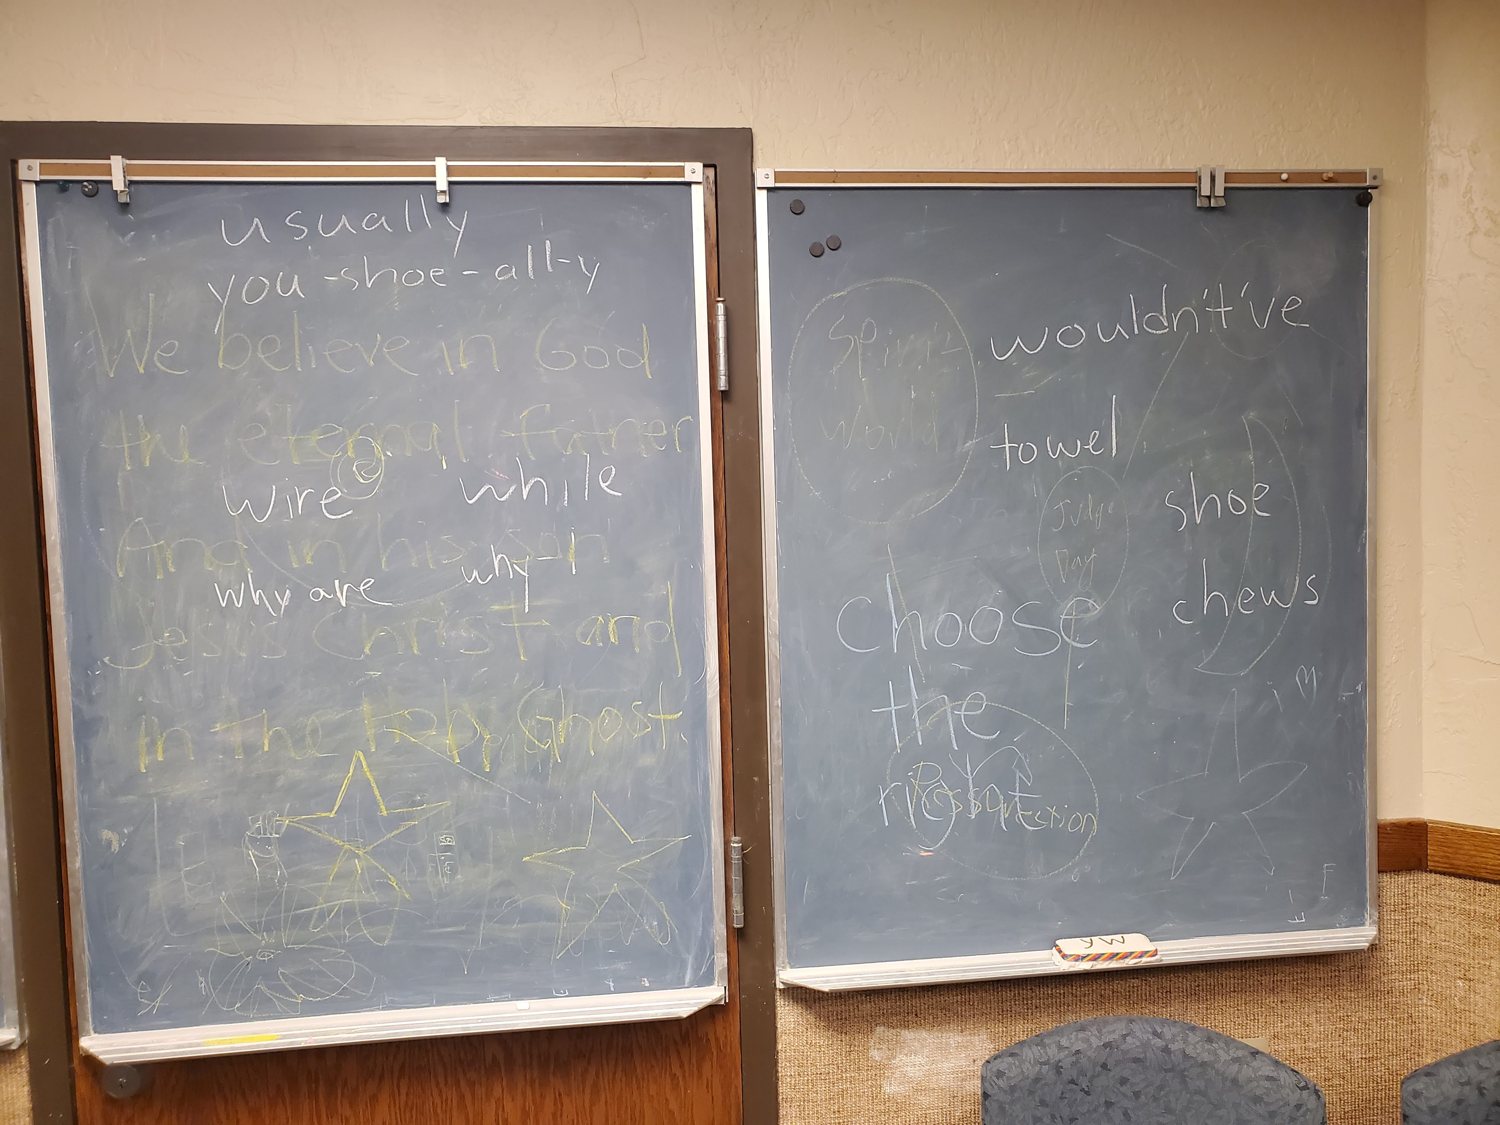 usually
you-shoe-all-y
We believe in God
the eternal father
wire while
And in his son
why are why-l
Jesus Christ and
in the Holy Ghost.
Spirit
World
wouldn't've
towel
shoe
Judge
Day
chews
choose
the
right
Ressurection
YW